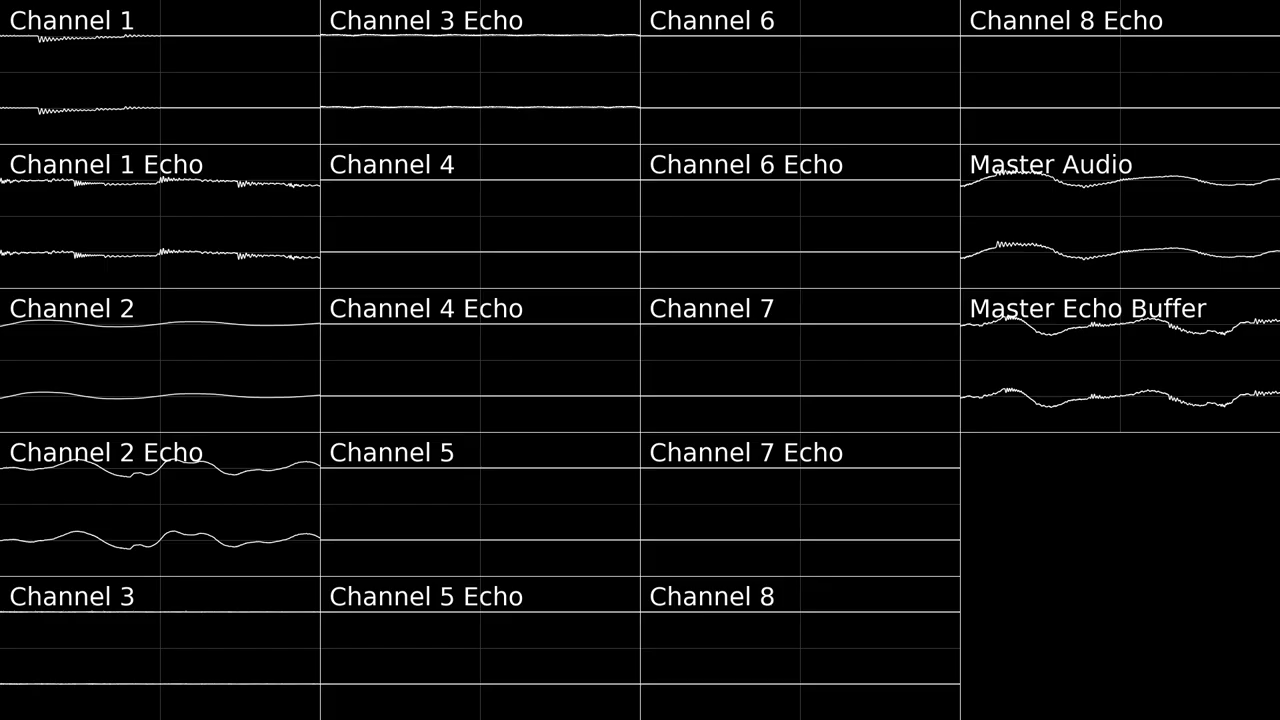 Channel 1
Channel 1 Echo
Channel 2
Channel 2 Echo
Channel 3
Channel 3 Echo
Channel 4
Channel 4 Echo
Channel 5
Channel 5 Echo
Channel 6
Channel 6 Echo
Channel 7
Channel 7 Echo
Channel 8
Channel 8 Echo
Master Audio
Master Echo Buffer